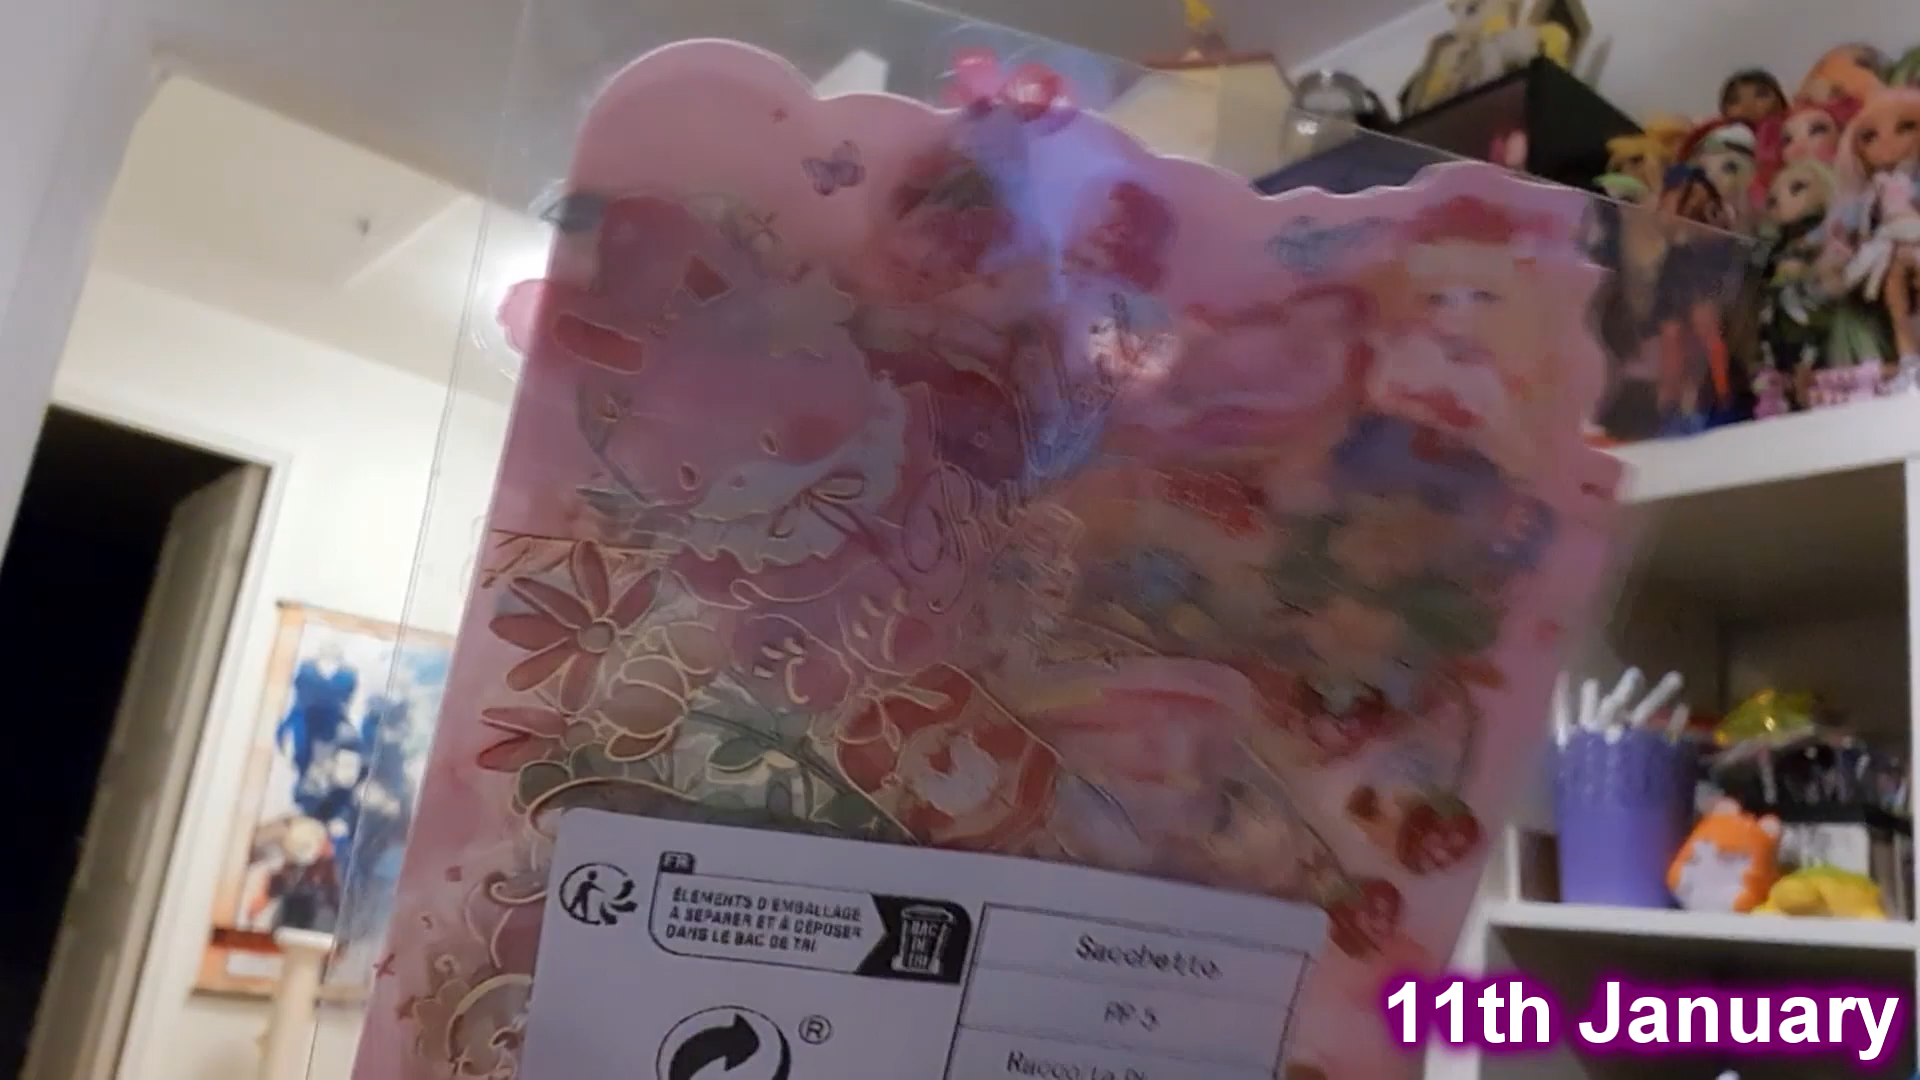 FR
ÉLÉMENTS D'EMBALLAGE
À SÉPARER ET À DÉPOSER
DANS LE BAC DE TRI
BAC
DE
TRI
Sacchetto
PP 5
®
11th January